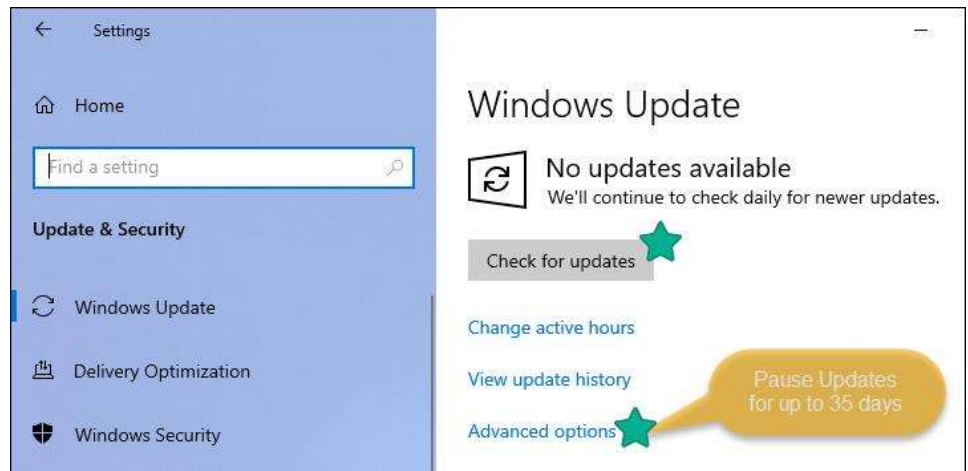 Settings
Home
Find a setting
Update & Security
Windows Update
Delivery Optimization
Windows Security
Windows Update
No updates available
We'll continue to check daily for newer updates.
Check for updates
Change active hours
View update history
Advanced options
Pause Updates
for up to 35 days